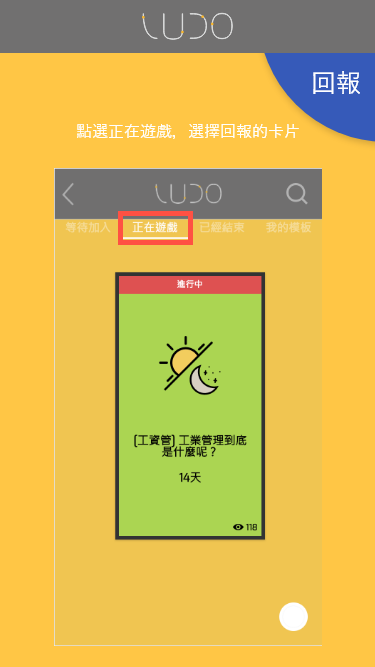 LUDO
回報
點選正在遊戲，選擇回報的卡片
LUDO
等待加入 正在遊戲 已經結束 我的模板
進行中
[工資管] 工業管理到底
是什麼呢？
14天
118